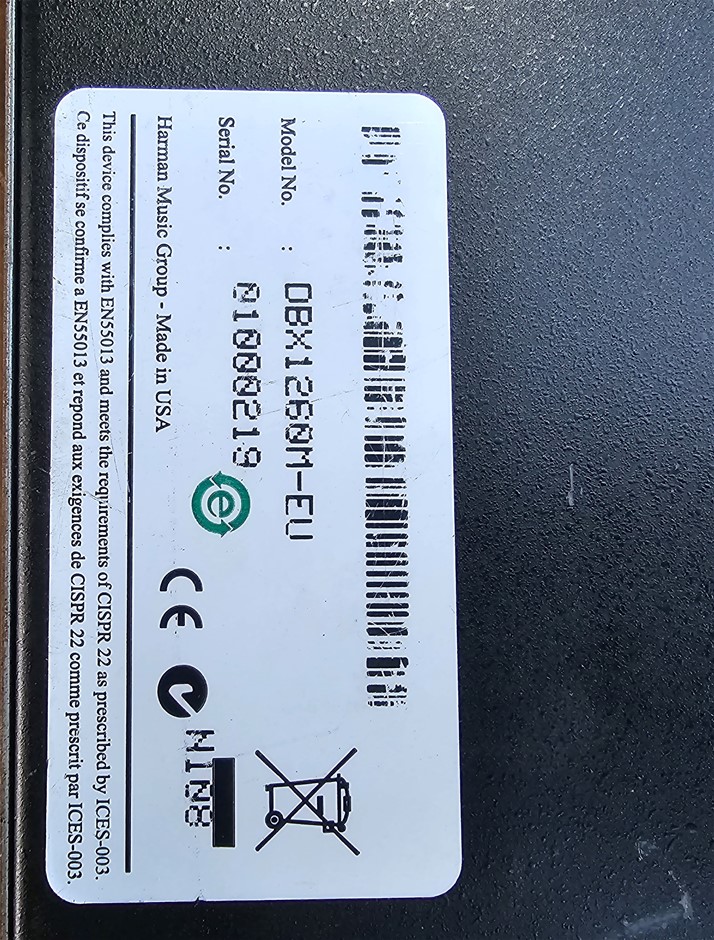 Model No. : DBX1260M-EU
Serial No. : 01000219
Harman Music Group - Made in USA
e
CE
N108
This device complies with EN55013 and meets the requirements of CISPR 22 as prescribed by ICES-003.
Ce dispositif se confirme a EN55013 et repond aux exigences de CISPR 22 comme prescrit par ICES-003.